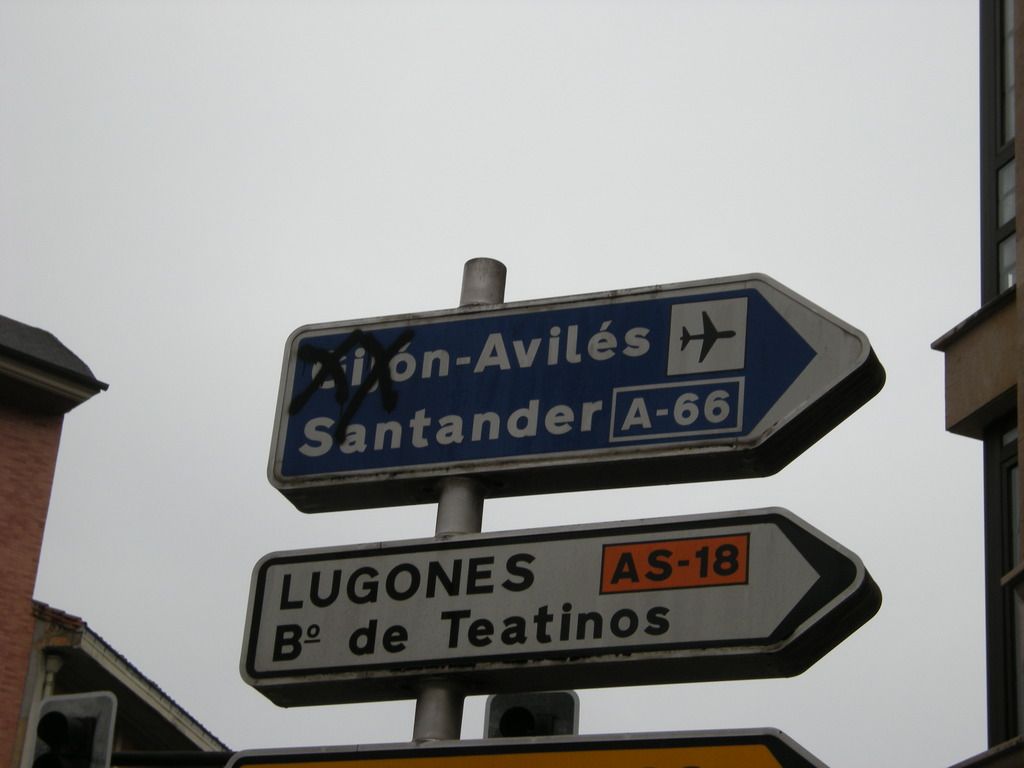 Gijón-Avilés
Santander A-66
LUGONES AS-18
Bº de Teatinos